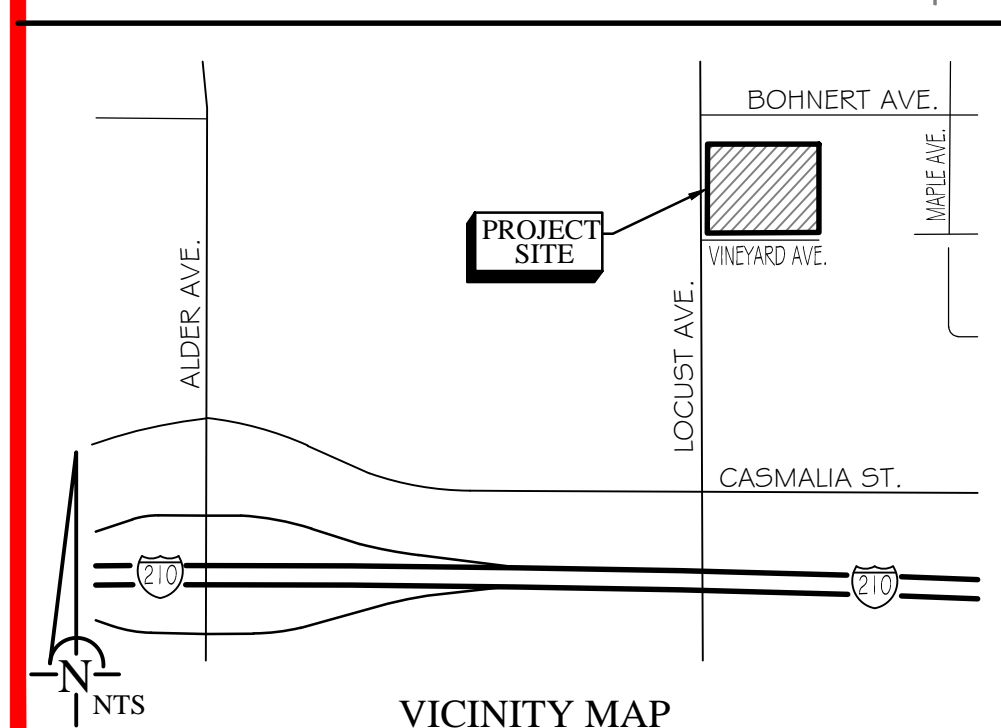 BOHNERT AVE.
MAPLE AVE.
PROJECT
SITE
VINEYARD AVE.
ALDER AVE.
LOCUST AVE.
CASMALIA ST.
210
210
N
NTS
VICINITY MAP